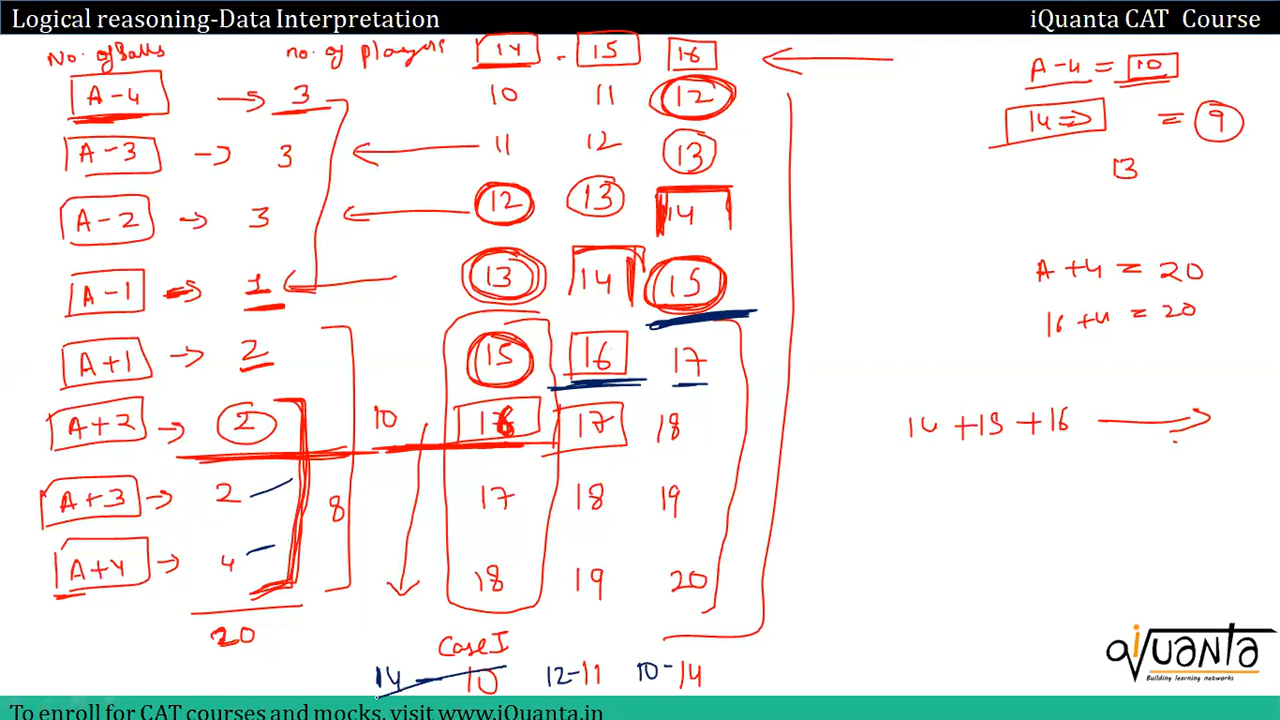 Logical reasoning-Data Interpretation iQuanta CAT Course
No. of balls no. of players 14 - 15 16
A-4 → 3 10 11 12
A-3 → 3 11 12 13
A-2 → 3 12 13 14
A-1 → 1 13 14 15
A+1 → 2 15 16 17
A+2 → 2 10 16 17 18
A+3 → 2 8 17 18 19
A+4 → 4 18 19 20
20
Case I
14 - 10 12-11 10-14
A-4 = 10
14 => = 9
13
A+4 = 20
16+4 = 20
14 + 15 + 16 →
iQuanta
Building learning networks
To enroll for CAT courses and mocks, visit www.iQuanta.in